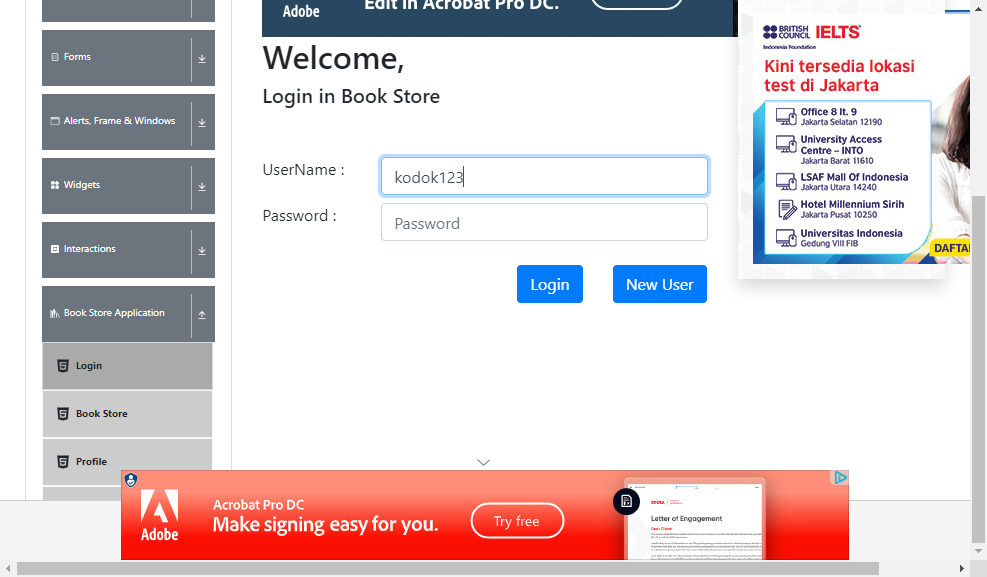 Adobe
Edit in Acrobat Pro DC.
Forms
Alerts, Frame & Windows
Widgets
Interactions
Book Store Application
Login
Book Store
Profile
Welcome,
Login in Book Store
UserName :
kodok123
Password :
Password
Login
New User
BRITISH COUNCIL
IELTS
Indonesia Foundation
Kini tersedia lokasi
test di Jakarta
Office 8 lt. 9
Jakarta Selatan 12190
University Access
Centre – INTO
Jakarta Barat 11610
LSAF Mall Of Indonesia
Jakarta Utara 14240
Hotel Millennium Sirih
Jakarta Pusat 10250
Universitas Indonesia
Gedung VIII FIB
DAFTA
Adobe
Acrobat Pro DC
Make signing easy for you.
Try free
Letter of Engagement